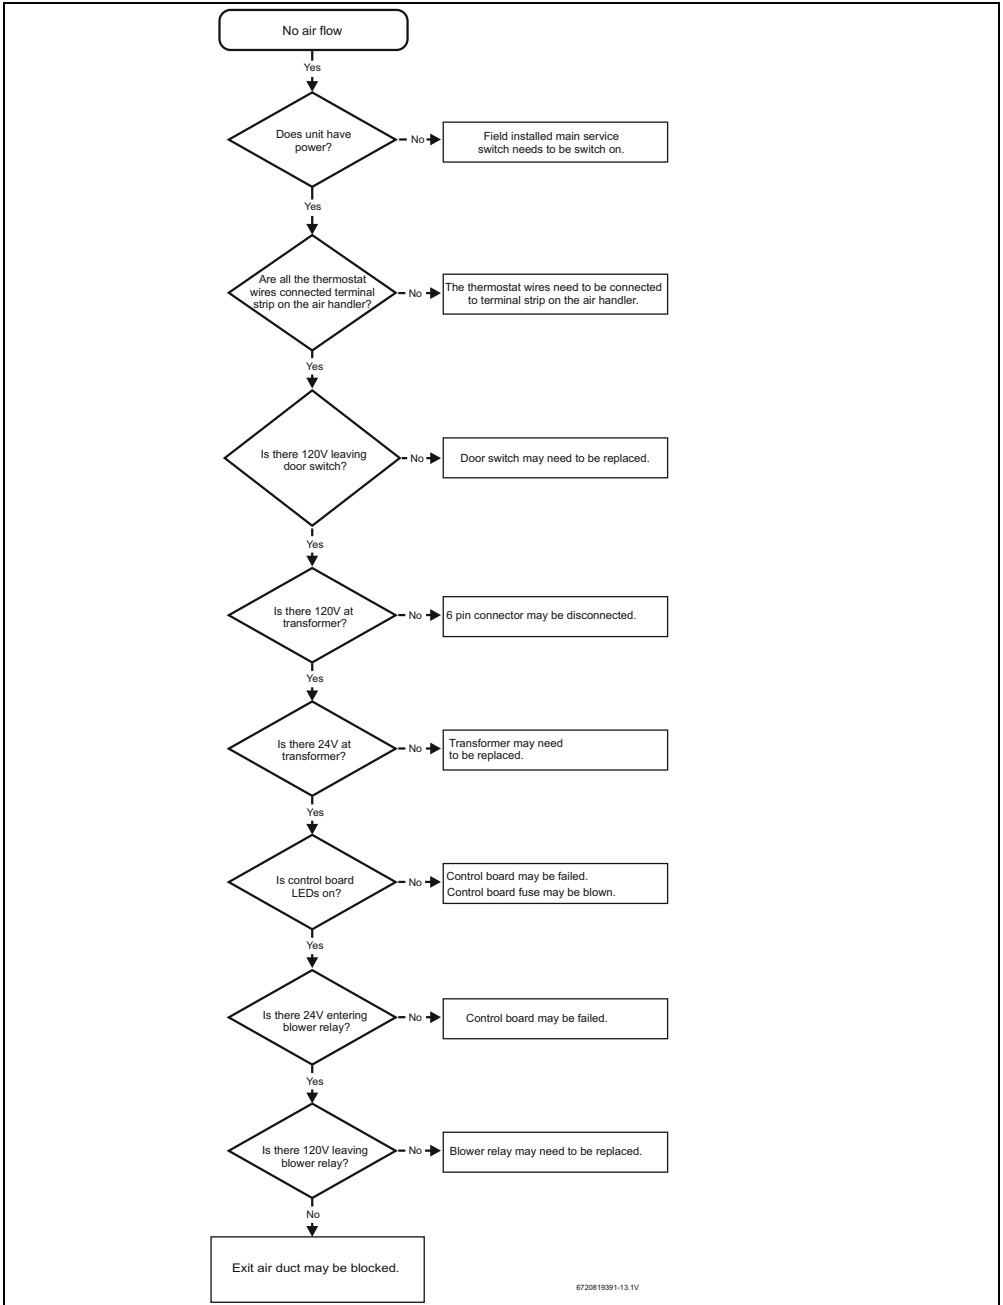 No air flow
Yes
Does unit have
power?
No
Field installed main service
switch needs to be switch on.
Yes
Are all the thermostat
wires connected terminal
strip on the air handler?
No
The thermostat wires need to be connected
to terminal strip on the air handler.
Yes
Is there 120V leaving
door switch?
No
Door switch may need to be replaced.
Yes
Is there 120V at
transformer?
No
6 pin connector may be disconnected.
Yes
Is there 24V at
transformer?
No
Transformer may need
to be replaced.
Yes
Is control board
LEDs on?
No
Control board may be failed.
Control board fuse may be blown.
Yes
Is there 24V entering
blower relay?
No
Control board may be failed.
Yes
Is there 120V leaving
blower relay?
No
Blower relay may need to be replaced.
No
Exit air duct may be blocked.
6720819391-13.1V